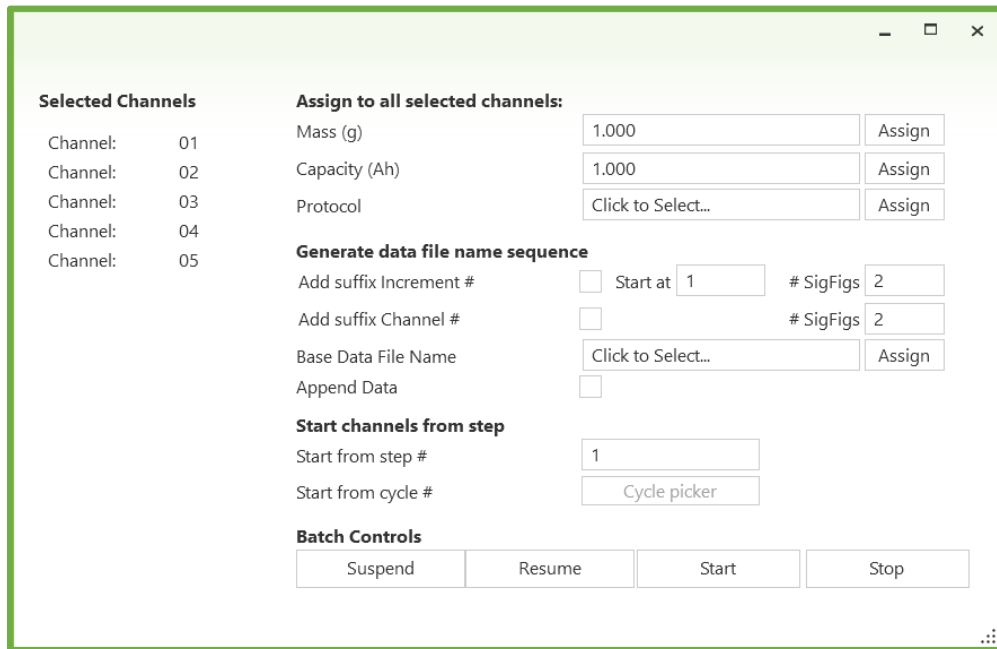 Selected Channels
Channel: 01
Channel: 02
Channel: 03
Channel: 04
Channel: 05
Assign to all selected channels:
Mass (g) 1.000 Assign
Capacity (Ah) 1.000 Assign
Protocol Click to Select... Assign
Generate data file name sequence
Add suffix Increment # Start at 1 # SigFigs 2
Add suffix Channel # # SigFigs 2
Base Data File Name Click to Select... Assign
Append Data
Start channels from step
Start from step # 1
Start from cycle # Cycle picker
Batch Controls
Suspend Resume Start Stop